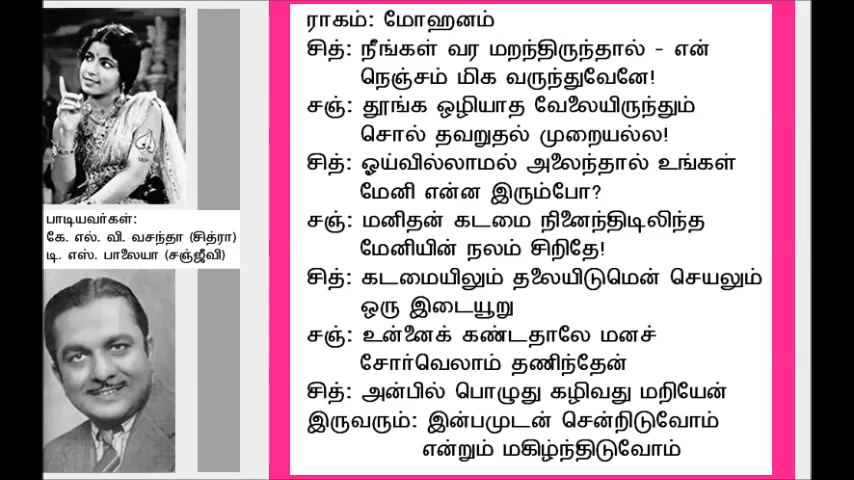 ராகம்: மோஹனம்
சித்: நீங்கள் வர மறந்திருந்தால் - என்
நெஞ்சம் மிக வருந்துவேனே!
சஞ்: தூங்க ஒழியாத வேலையிருந்தும்
சொல் தவறுதல் முறையல்ல!
சித்: ஓய்வில்லாமல் அலைந்தால் உங்கள்
மேனி என்ன இரும்போ?
சஞ்: மனிதன் கடமை நினைந்திடிலிந்த
மேனியின் நலம் சிறிதே!
சித்: கடமையிலும் தலையிடுமென் செயலும்
ஒரு இடையூறு
சஞ்: உன்னைக் கண்டதாலே மனச்
சோர்வெலாம் தணிந்தேன்
சித்: அன்பில் பொழுது கழிவது மறியேன்
இருவரும்: இன்பமுடன் சென்றிடுவோம்
என்றும் மகிழ்ந்திடுவோம்
பாடியவர்கள்:
கே. எல். வி. வசந்தா (சித்ரா)
டி. எஸ். பாலையா (சஞ்ஜீவி)